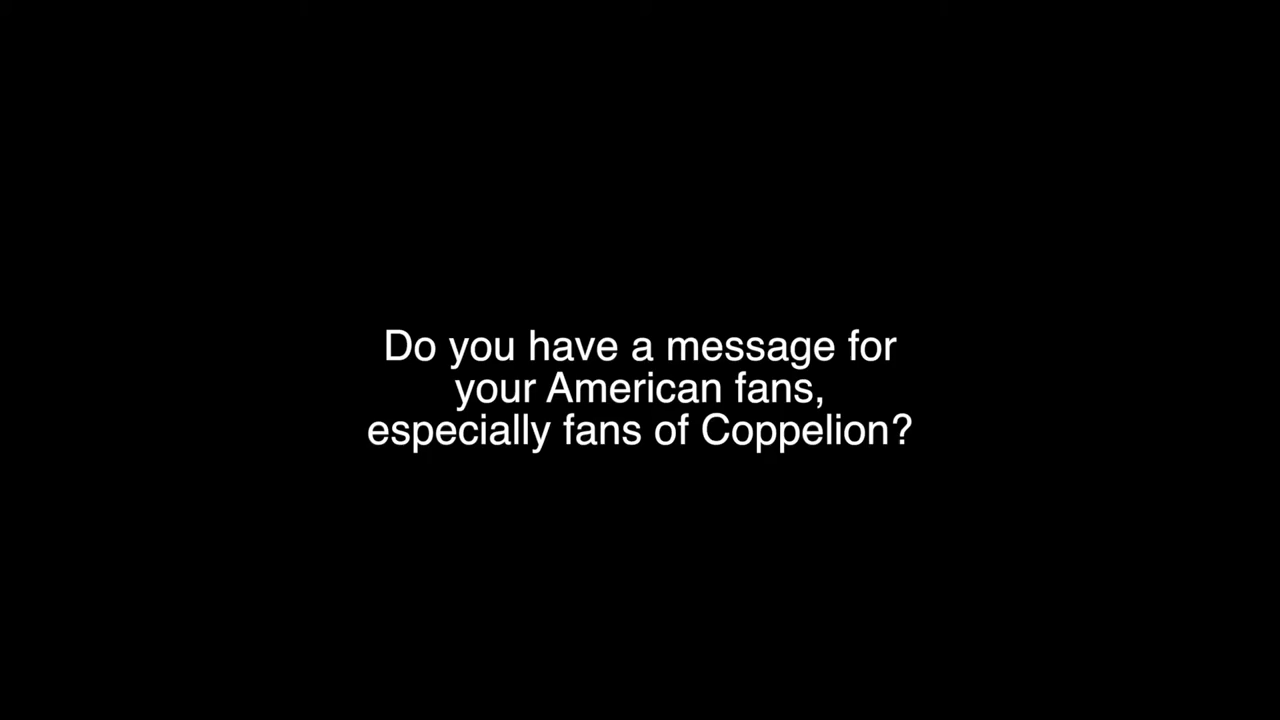 Do you have a message for
your American fans,
especially fans of Coppelion?